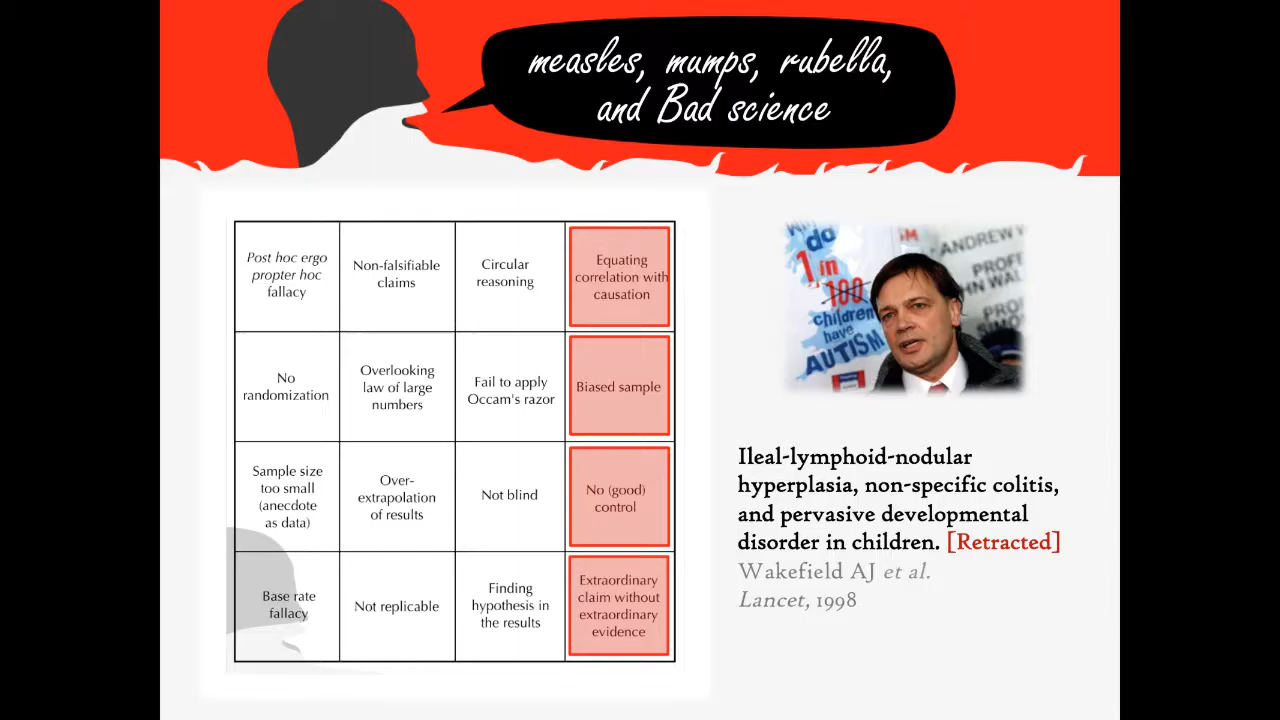 measles, mumps, rubella,
and Bad science
Post hoc ergo
propter hoc
fallacy
Non-falsifiable
claims
Circular
reasoning
Equating
correlation with
causation
No
randomization
Overlooking
law of large
numbers
Fail to apply
Occam's razor
Biased sample
Sample size
too small
(anecdote
as data)
Over-
extrapolation
of results
Not blind
No (good)
control
Base rate
fallacy
Not replicable
Finding
hypothesis in
the results
Extraordinary
claim without
extraordinary
evidence
do
1 in
100
children
have
AUTISM
ANDREW
Ileal-lymphoid-nodular
hyperplasia, non-specific colitis,
and pervasive developmental
disorder in children. [Retracted]
Wakefield AJ et al.
Lancet, 1998